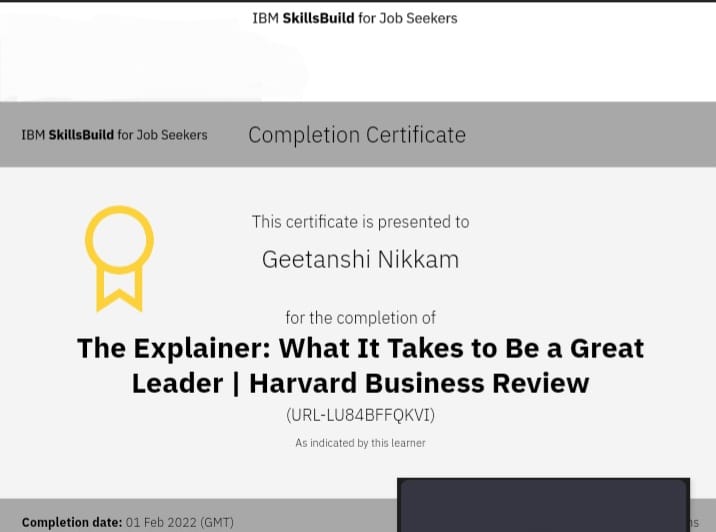 IBM SkillsBuild for Job Seekers
IBM SkillsBuild for Job Seekers
Completion Certificate
This certificate is presented to
Geetanshi Nikkam
for the completion of
The Explainer: What It Takes to Be a Great
Leader | Harvard Business Review
(URL-LU84BFFQKVI)
As indicated by this learner
Completion date: 01 Feb 2022 (GMT)